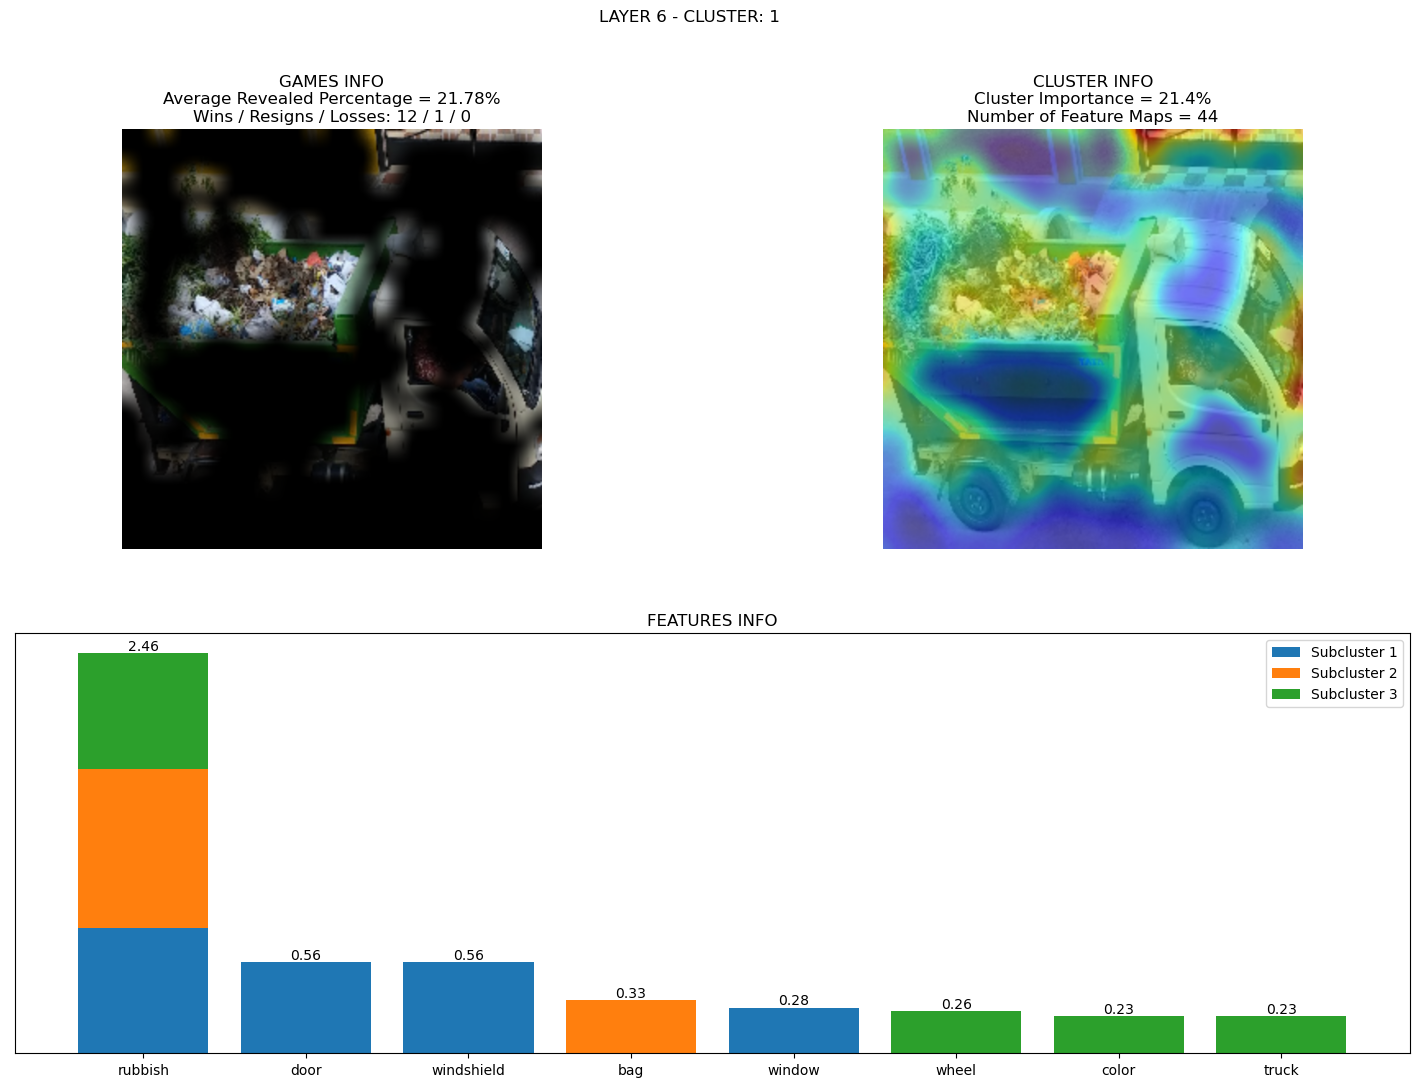 LAYER 6 - CLUSTER: 1
GAMES INFO
Average Revealed Percentage = 21.78%
Wins / Resigns / Losses: 12 / 1 / 0
CLUSTER INFO
Cluster Importance = 21.4%
Number of Feature Maps = 44
FEATURES INFO
2.46
0.56
0.56
0.33
0.28
0.26
0.23
0.23
Subcluster 1
Subcluster 2
Subcluster 3
rubbish
door
windshield
bag
window
wheel
color
truck